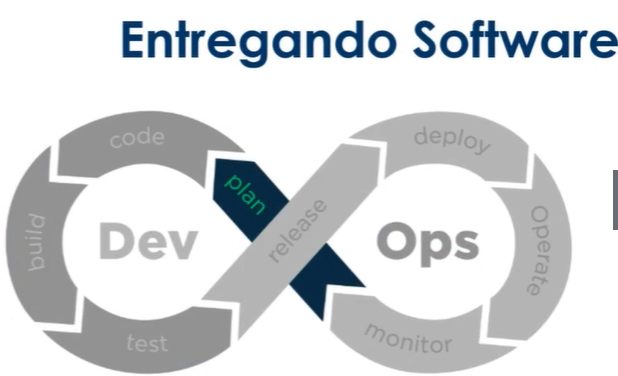 Entregando Software
code
plan
deploy
build
Dev
release
Ops
Operate
test
monitor